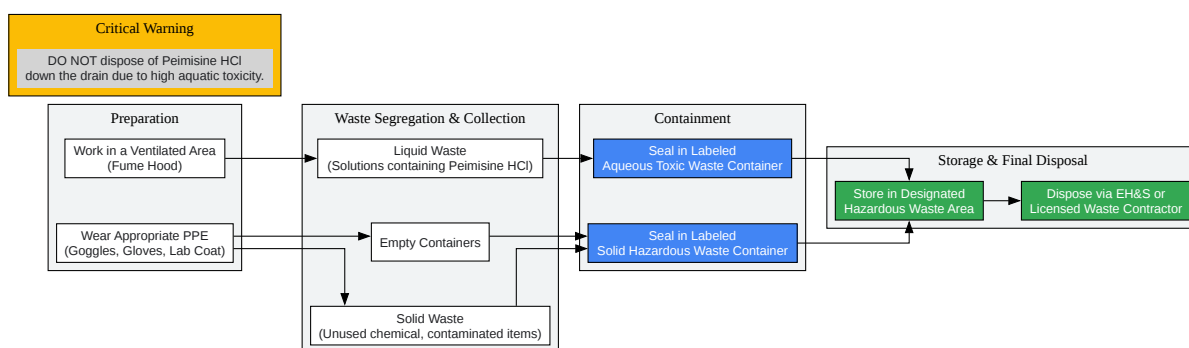 Critical Warning
DO NOT dispose of Peimisine HCl
down the drain due to high aquatic toxicity.
Preparation
Work in a Ventilated Area
(Fume Hood)
Wear Appropriate PPE
(Goggles, Gloves, Lab Coat)
Waste Segregation & Collection
Liquid Waste
(Solutions containing Peimisine HCl)
Empty Containers
Solid Waste
(Unused chemical, contaminated items)
Containment
Seal in Labeled
Aqueous Toxic Waste Container
Seal in Labeled
Solid Hazardous Waste Container
Storage & Final Disposal
Store in Designated
Hazardous Waste Area
Dispose via EH&S or
Licensed Waste Contractor